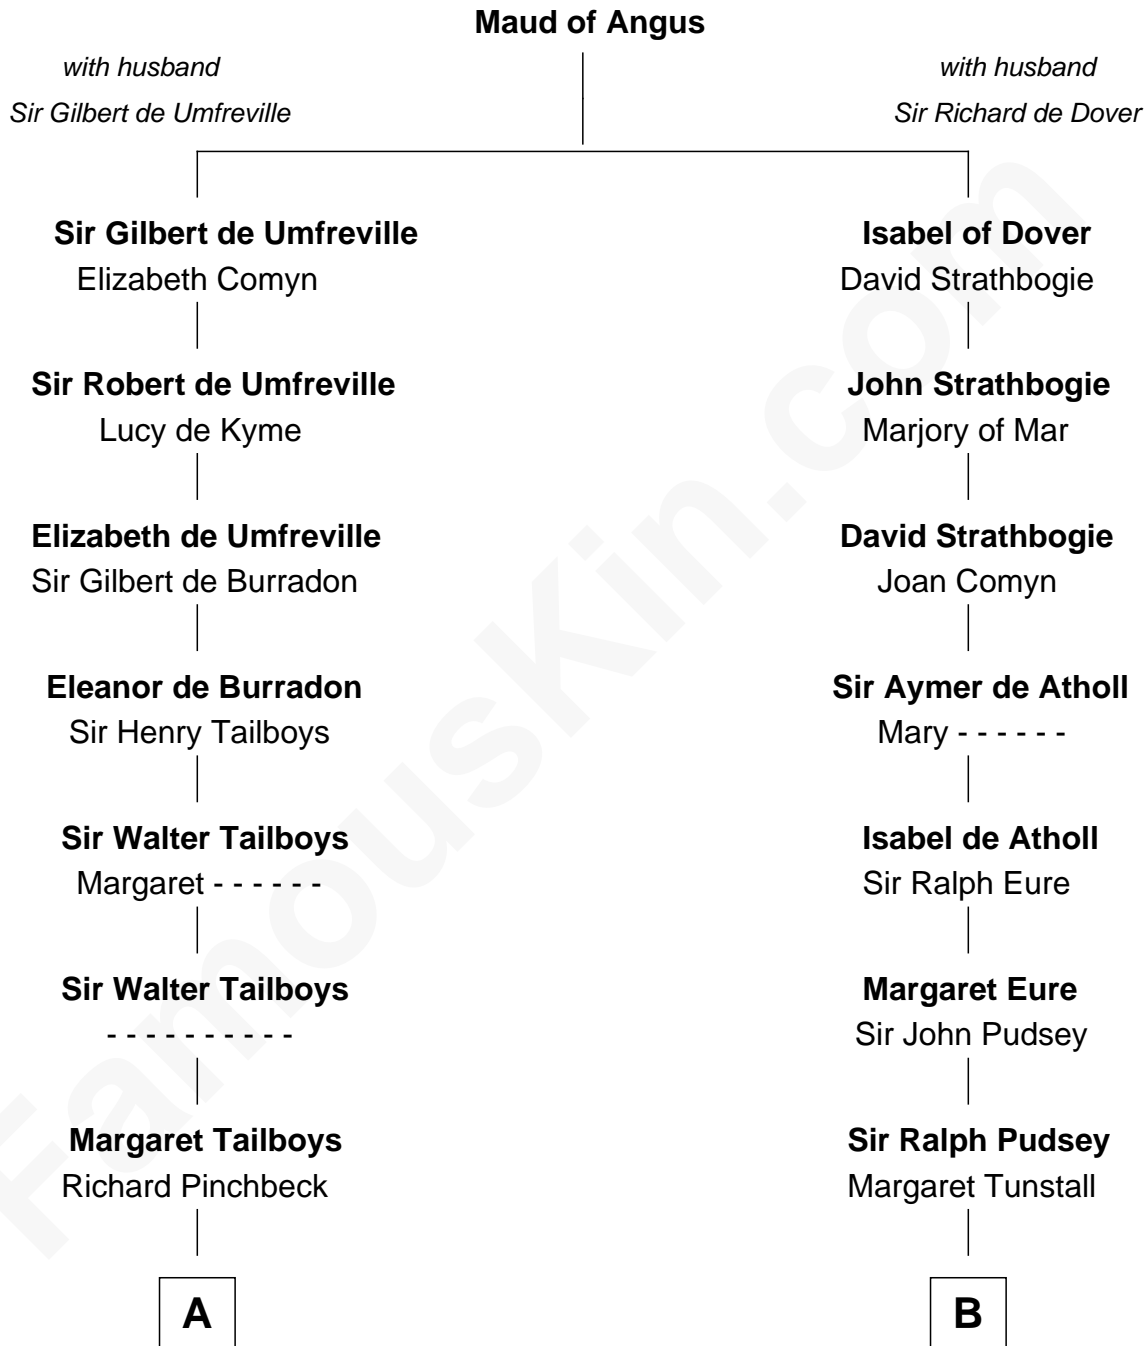 Maud of Angus
with husband
Sir Gilbert de Umfreville
with husband
Sir Richard de Dover
Sir Gilbert de Umfreville
Elizabeth Comyn
Isabel of Dover
David Strathbogie
Sir Robert de Umfreville
Lucy de Kyme
John Strathbogie
Marjory of Mar
Elizabeth de Umfreville
Sir Gilbert de Burradon
David Strathbogie
Joan Comyn
Eleanor de Burradon
Sir Henry Tailboys
Sir Aymer de Atholl
Mary - - - - - -
Sir Walter Tailboys
Margaret - - - - - -
Isabel de Atholl
Sir Ralph Eure
Sir Walter Tailboys
- - - - - - - - - -
Margaret Eure
Sir John Pudsey
Margaret Tailboys
Richard Pinchbeck
Sir Ralph Pudsey
Margaret Tunstall
A
B
FamousKin.com